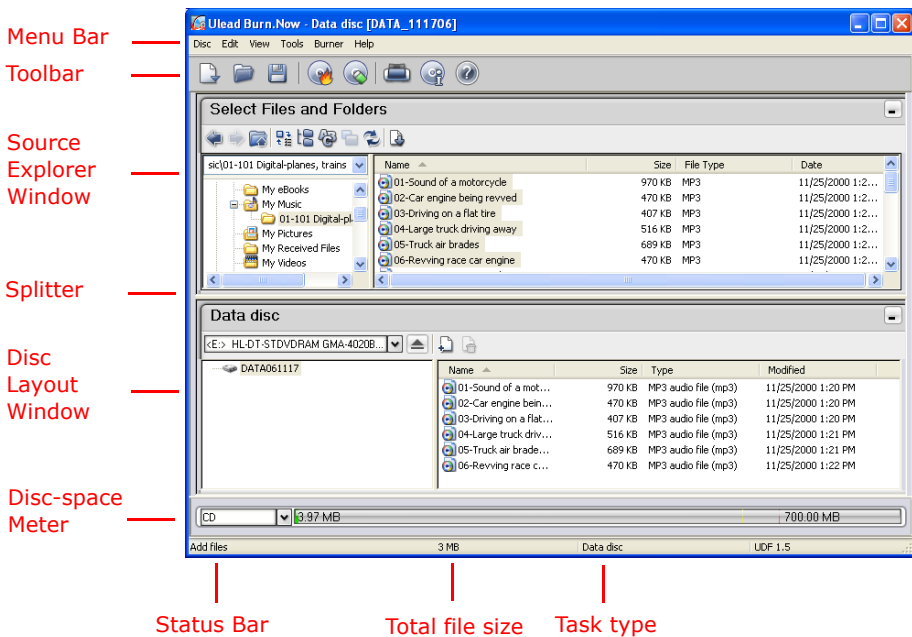 Ulead Burn.Now - Data disc [DATA_111706]
Menu Bar
Disc Edit View Tools Burner Help
Toolbar
Select Files and Folders
Source
Explorer
Window
sic\01-101 Digital-planes, trains
Name Size File Type Date
My eBooks
My Music
01-101 Digital-pl
My Pictures
My Received Files
My Videos
01-Sound of a motorcycle 970 KB MP3 11/25/2000 1:2...
02-Car engine being revved 470 KB MP3 11/25/2000 1:2...
03-Driving on a flat tire 407 KB MP3 11/25/2000 1:2...
04-Large truck driving away 516 KB MP3 11/25/2000 1:2...
05-Truck air brades 689 KB MP3 11/25/2000 1:2...
06-Revving race car engine 470 KB MP3 11/25/2000 1:2...
Splitter
Data disc
<E:> HL-DT-STDVDRAM GMA-4020B...
Disc
Layout
Window
DATA061117
Name Size Type Modified
01-Sound of a mot... 970 KB MP3 audio file (mp3) 11/25/2000 1:20 PM
02-Car engine bein... 470 KB MP3 audio file (mp3) 11/25/2000 1:20 PM
03-Driving on a flat... 407 KB MP3 audio file (mp3) 11/25/2000 1:20 PM
04-Large truck driv... 516 KB MP3 audio file (mp3) 11/25/2000 1:21 PM
05-Truck air brade... 689 KB MP3 audio file (mp3) 11/25/2000 1:21 PM
06-Revving race c... 470 KB MP3 audio file (mp3) 11/25/2000 1:22 PM
Disc-space
Meter
CD 3.97 MB 700.00 MB
Add files 3 MB Data disc UDF 1.5
Status Bar Total file size Task type